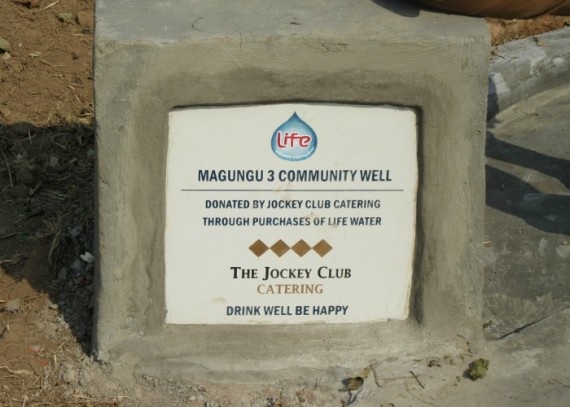 Life
MAGUNGU 3 COMMUNITY WELL
DONATED BY JOCKEY CLUB CATERING
THROUGH PURCHASES OF LIFE WATER
THE JOCKEY CLUB
CATERING
DRINK WELL BE HAPPY